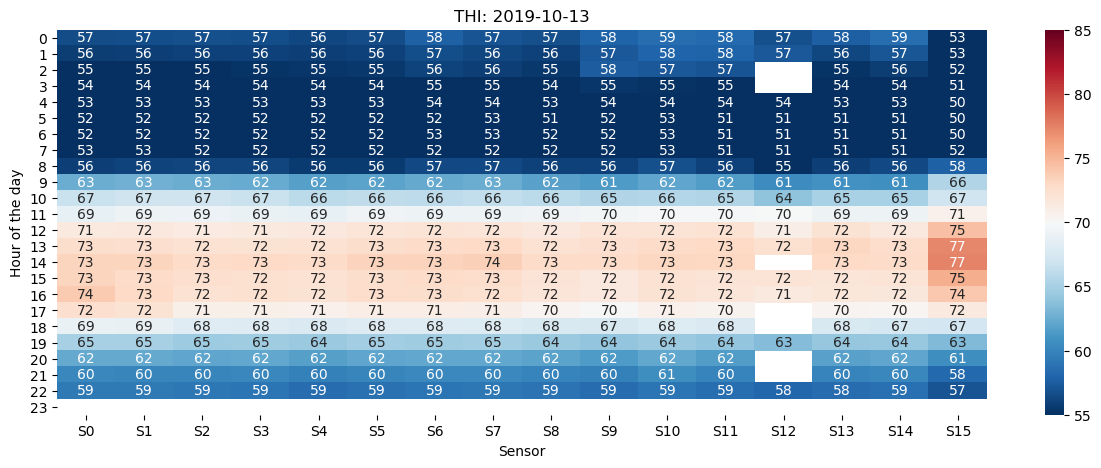 THI: 2019-10-13
0 57 57 57 57 56 57 58 57 57 58 59 58 57 58 59 53
1 56 56 56 56 56 56 57 56 56 57 58 58 57 56 57 53
2 55 55 55 55 55 55 56 56 55 58 57 57 55 56 52
3 54 54 54 54 54 54 55 55 54 55 55 55 54 54 51
4 53 53 53 53 53 53 54 54 53 54 54 54 54 53 53 50
5 52 52 52 52 52 52 52 53 51 52 53 51 51 51 51 50
6 52 52 52 52 52 52 53 53 52 52 53 51 51 51 51 50
7 53 53 52 52 52 52 52 52 52 52 53 51 51 51 51 52
8 56 56 56 56 56 56 57 57 56 56 57 56 55 56 56 58
9 63 63 63 62 62 62 62 63 62 61 62 62 61 61 61 66
10 67 67 67 67 66 66 66 66 66 65 66 65 64 65 65 67
11 69 69 69 69 69 69 69 69 69 70 70 70 70 69 69 71
12 71 72 71 71 72 72 72 72 72 72 72 72 71 72 72 75
13 73 73 72 72 72 73 73 73 72 72 73 73 72 73 73 77
14 73 73 73 73 73 73 73 74 73 73 73 73 73 73 77
15 73 73 73 72 72 73 73 73 72 72 72 72 72 72 72 75
16 74 73 72 72 72 73 73 72 72 72 72 72 71 72 72 74
17 72 72 71 71 71 71 71 71 70 70 71 70 70 70 72
18 69 69 68 68 68 68 68 68 68 67 68 68 68 67 67
19 65 65 65 65 64 65 65 65 64 64 64 64 63 64 64 63
20 62 62 62 62 62 62 62 62 62 62 62 62 62 62 61
21 60 60 60 60 60 60 60 60 60 60 61 60 60 60 58
22 59 59 59 59 59 59 59 59 59 59 59 59 58 58 59 57
23
S0 S1 S2 S3 S4 S5 S6 S7 S8 S9 S10 S11 S12 S13 S14 S15
Sensor
Hour of the day
85
80
75
70
65
60
55